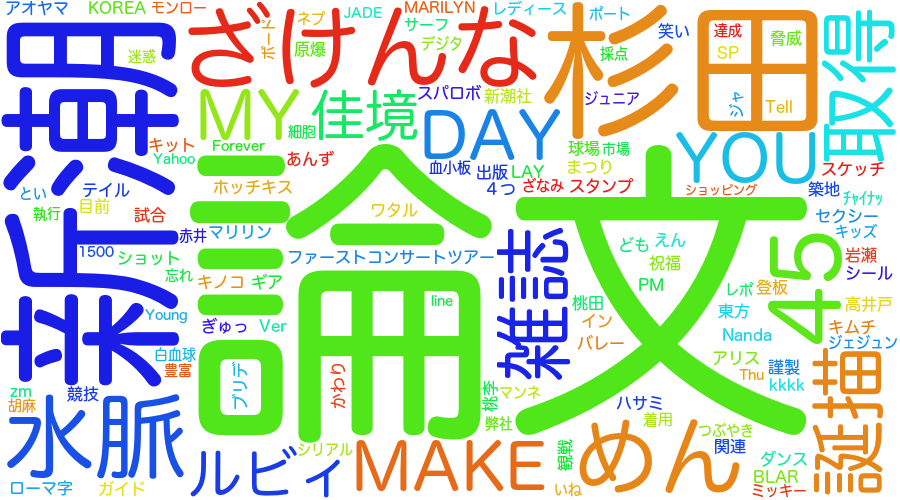 アオヤマ
KOREA
モンロー
ネプ
JADE
MARILYN
レディース
ポート
笑い
達成
脅威
SP
取得
潮
迷惑
ざけんな
ボード
原爆
サーフ
デジタ
採点
杉田
ジャ
Tell
MY
佳境
スパロボ
新潮社
ジュニア
細胞
DAY
YOU
キット
Yahoo
Forever
あんず
血小板
出版
LAY
球場
市場
まつり
スケッチ
ホッチキス
4つ
ざなみ
スタンプ
ショッピング
築地
ﾁｬｲﾅｯ
とい
テイル
目前
執行
試合
論文
ワタル
セクシー
キッズ
新
赤井
マリリン
1500
ショット
ファーストコンサートツアー
雑誌
ども
えん
祝福
PM
45
岩瀬
シール
忘れ
キノコ
ギア
line
桃田
レポ
登板
高井戸
Young
ぎゅっ
Ver
イン
バレー
東方
Nanda
キムチ
ジェジュン
白血球
豊富
プリデ
かわり
アリス
Thu
謹製
kkkk
誕
描
zm
胡麻
競技
桃李
マンネ
弊社
ハサミ
着用
つぶやき
関連
水脈
ルビィ
シリアル
MAKE
観戦
めん
ダンス
BLAR
ミッキー
ローマ字
ガイド
いね